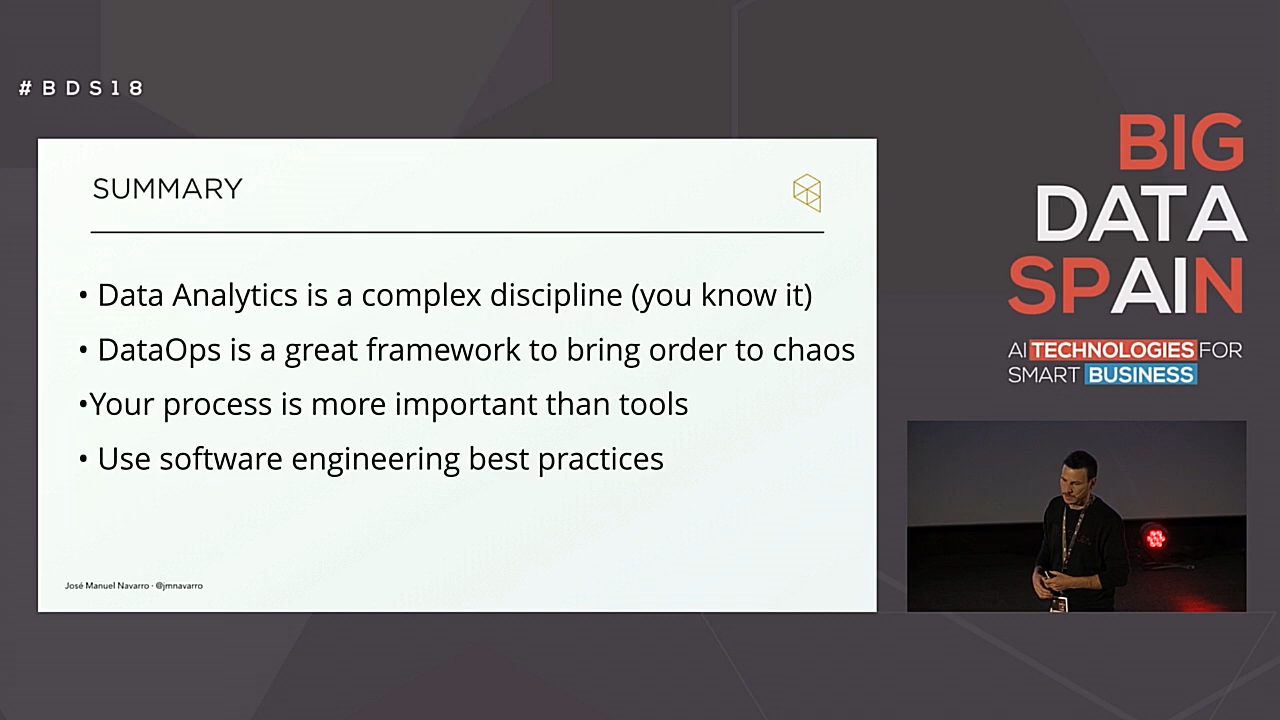 #BDS18
SUMMARY
• Data Analytics is a complex discipline (you know it)
• DataOps is a great framework to bring order to chaos
•Your process is more important than tools
• Use software engineering best practices
José Manuel Navarro · @jmnavarro
BIG
DATA
SPAIN
AI TECHNOLOGIES FOR
SMART BUSINESS